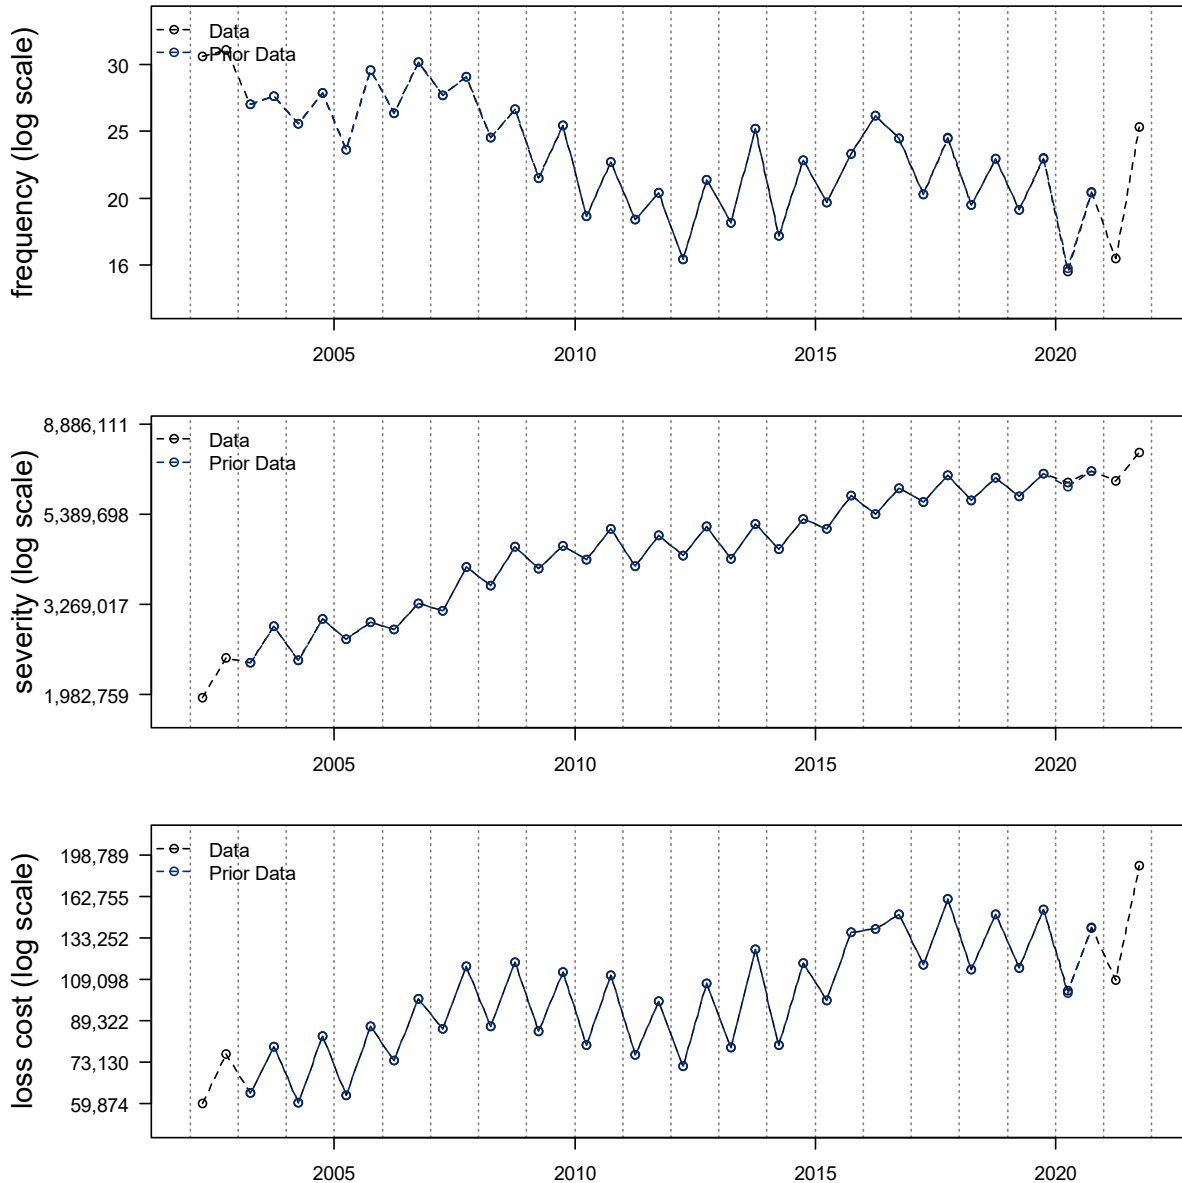 frequency (log scale)
Data
Prior Data
30
25
20
16
2005 2010 2015 2020
severity (log scale)
Data
Prior Data
8,886,111
5,389,698
3,269,017
1,982,759
2005 2010 2015 2020
loss cost (log scale)
Data
Prior Data
198,789
162,755
133,252
109,098
89,322
73,130
59,874
2005 2010 2015 2020